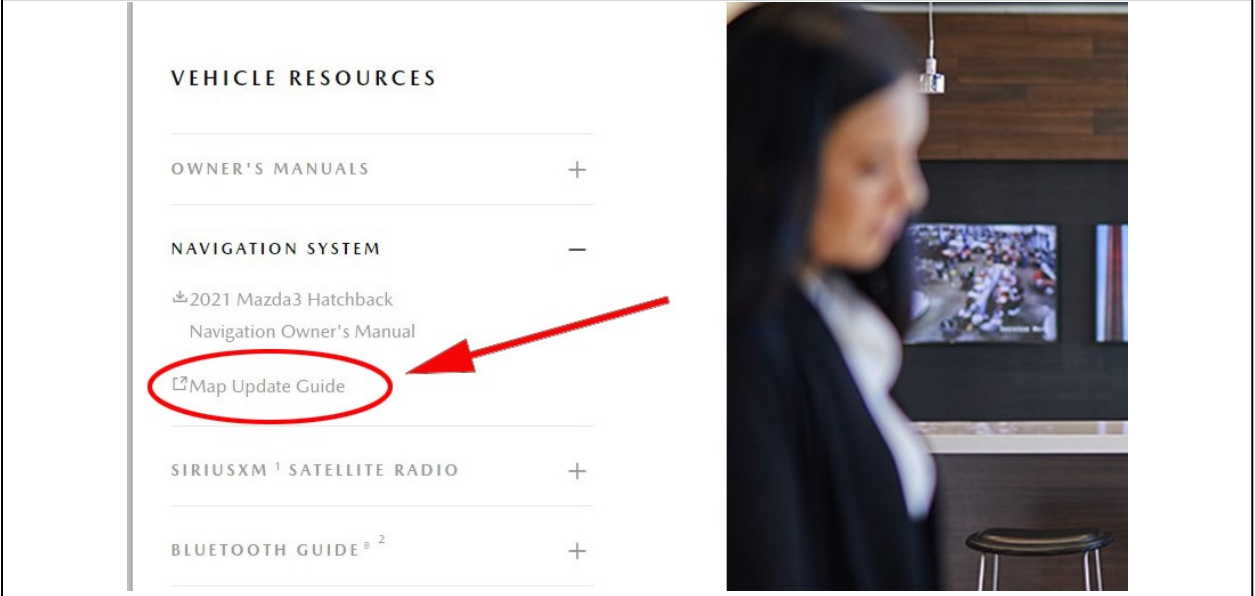 VEHICLE RESOURCES
OWNER'S MANUALS
NAVIGATION SYSTEM
2021 Mazda3 Hatchback
Navigation Owner's Manual
Map Update Guide
SIRIUSXM ¹ SATELLITE RADIO
BLUETOOTH GUIDE® ²